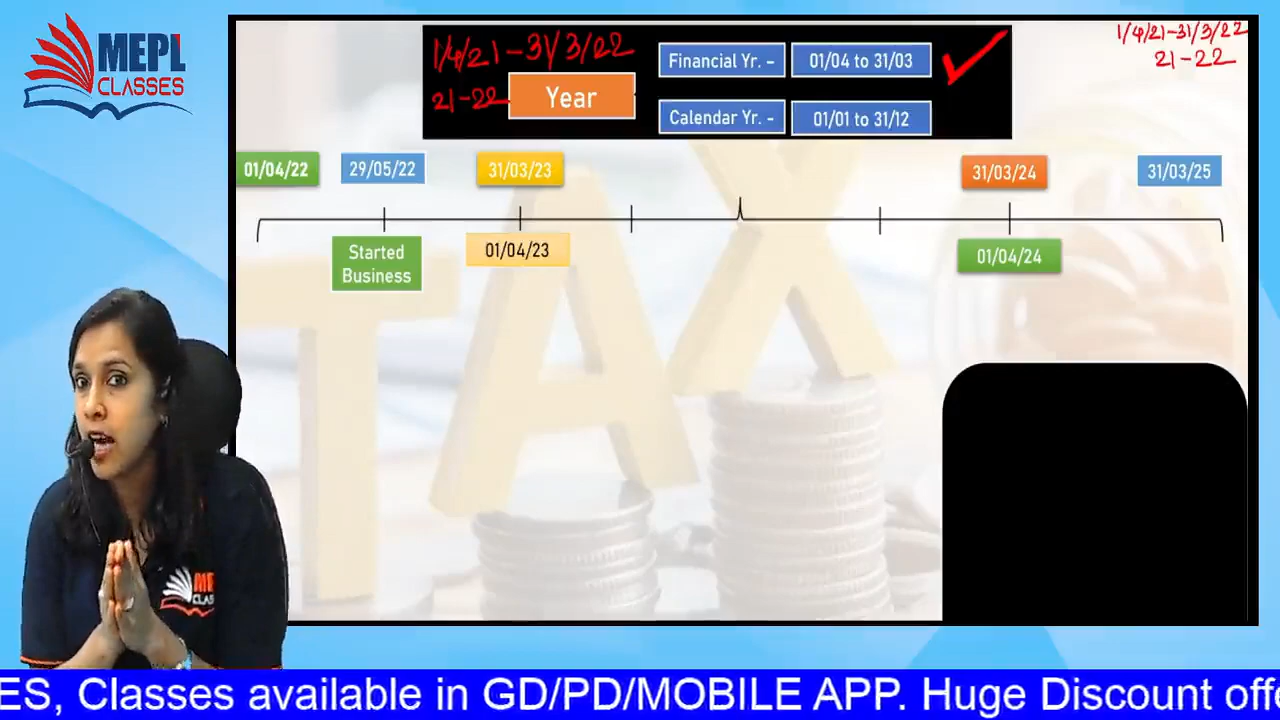 MEPL
CLASSES
1/4/21-31/3/22
21-22
Year
Financial Yr. -
01/04 to 31/03
Calendar Yr. -
01/01 to 31/12
1/4/21-31/3/22
21-22
01/04/22
29/05/22
31/03/23
31/03/24
31/03/25
Started
Business
01/04/23
01/04/24
ME
CLASS
ES, Classes available in GD/PD/MOBILE APP. Huge Discount offe